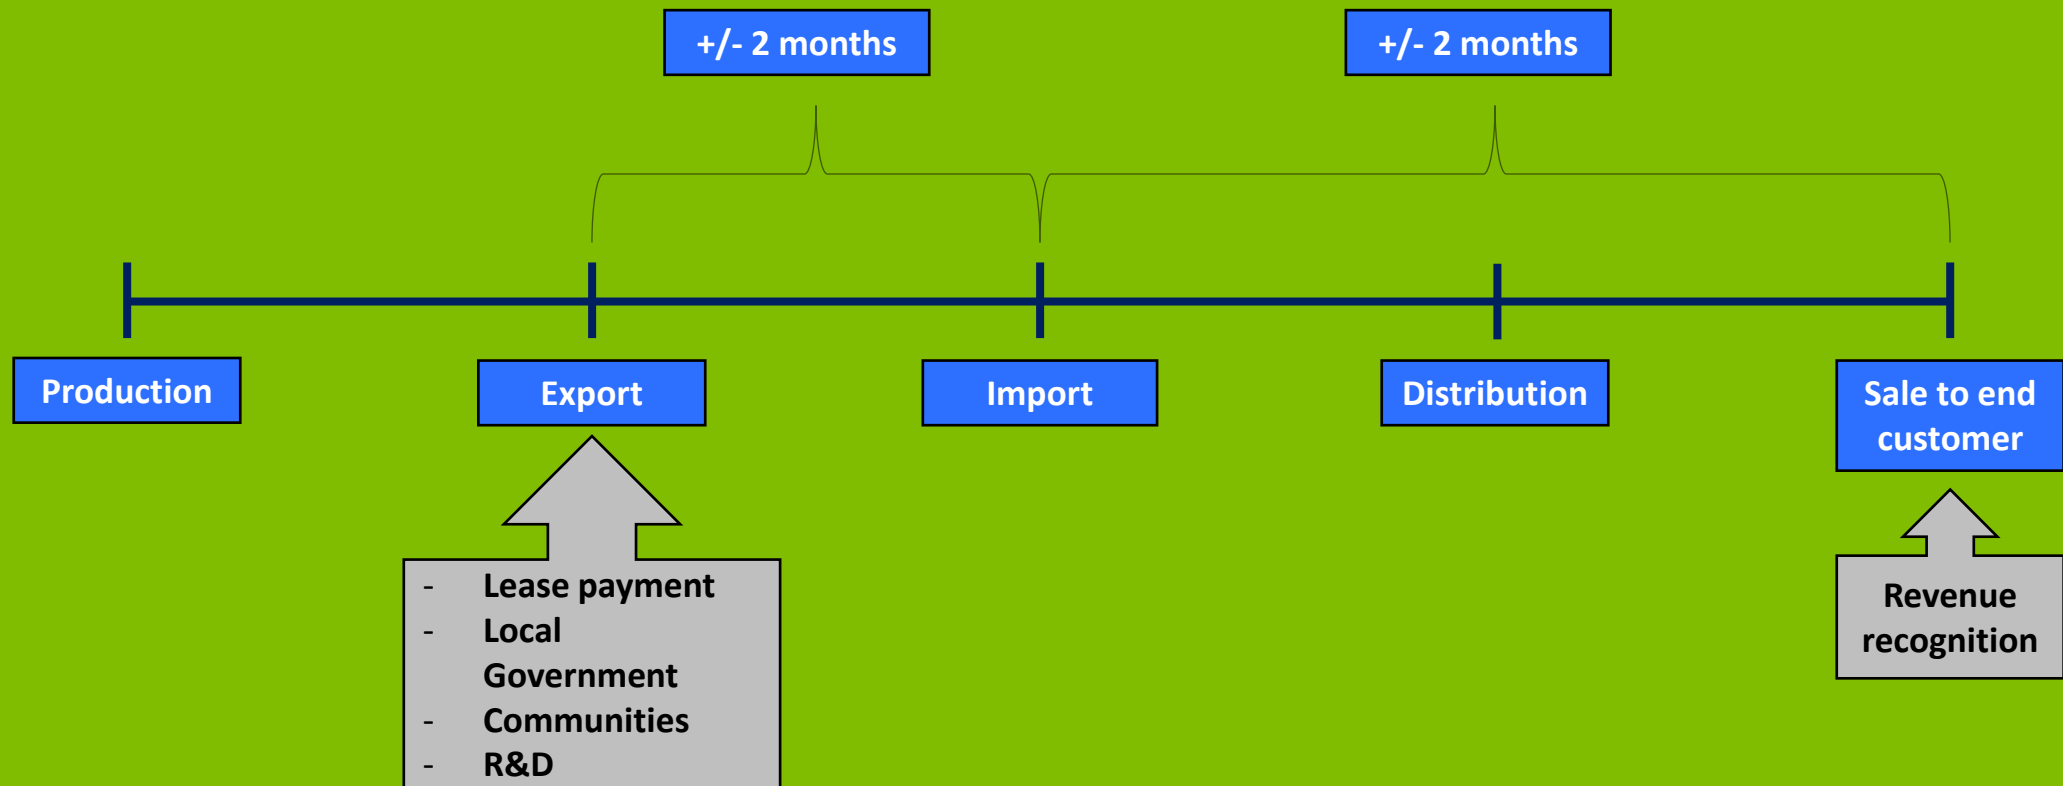 +/- 2 months
+/- 2 months
Production
Export
Import
Distribution
Sale to end
customer
- Lease payment
- Local
Government
- Communities
- R&D
Revenue
recognition